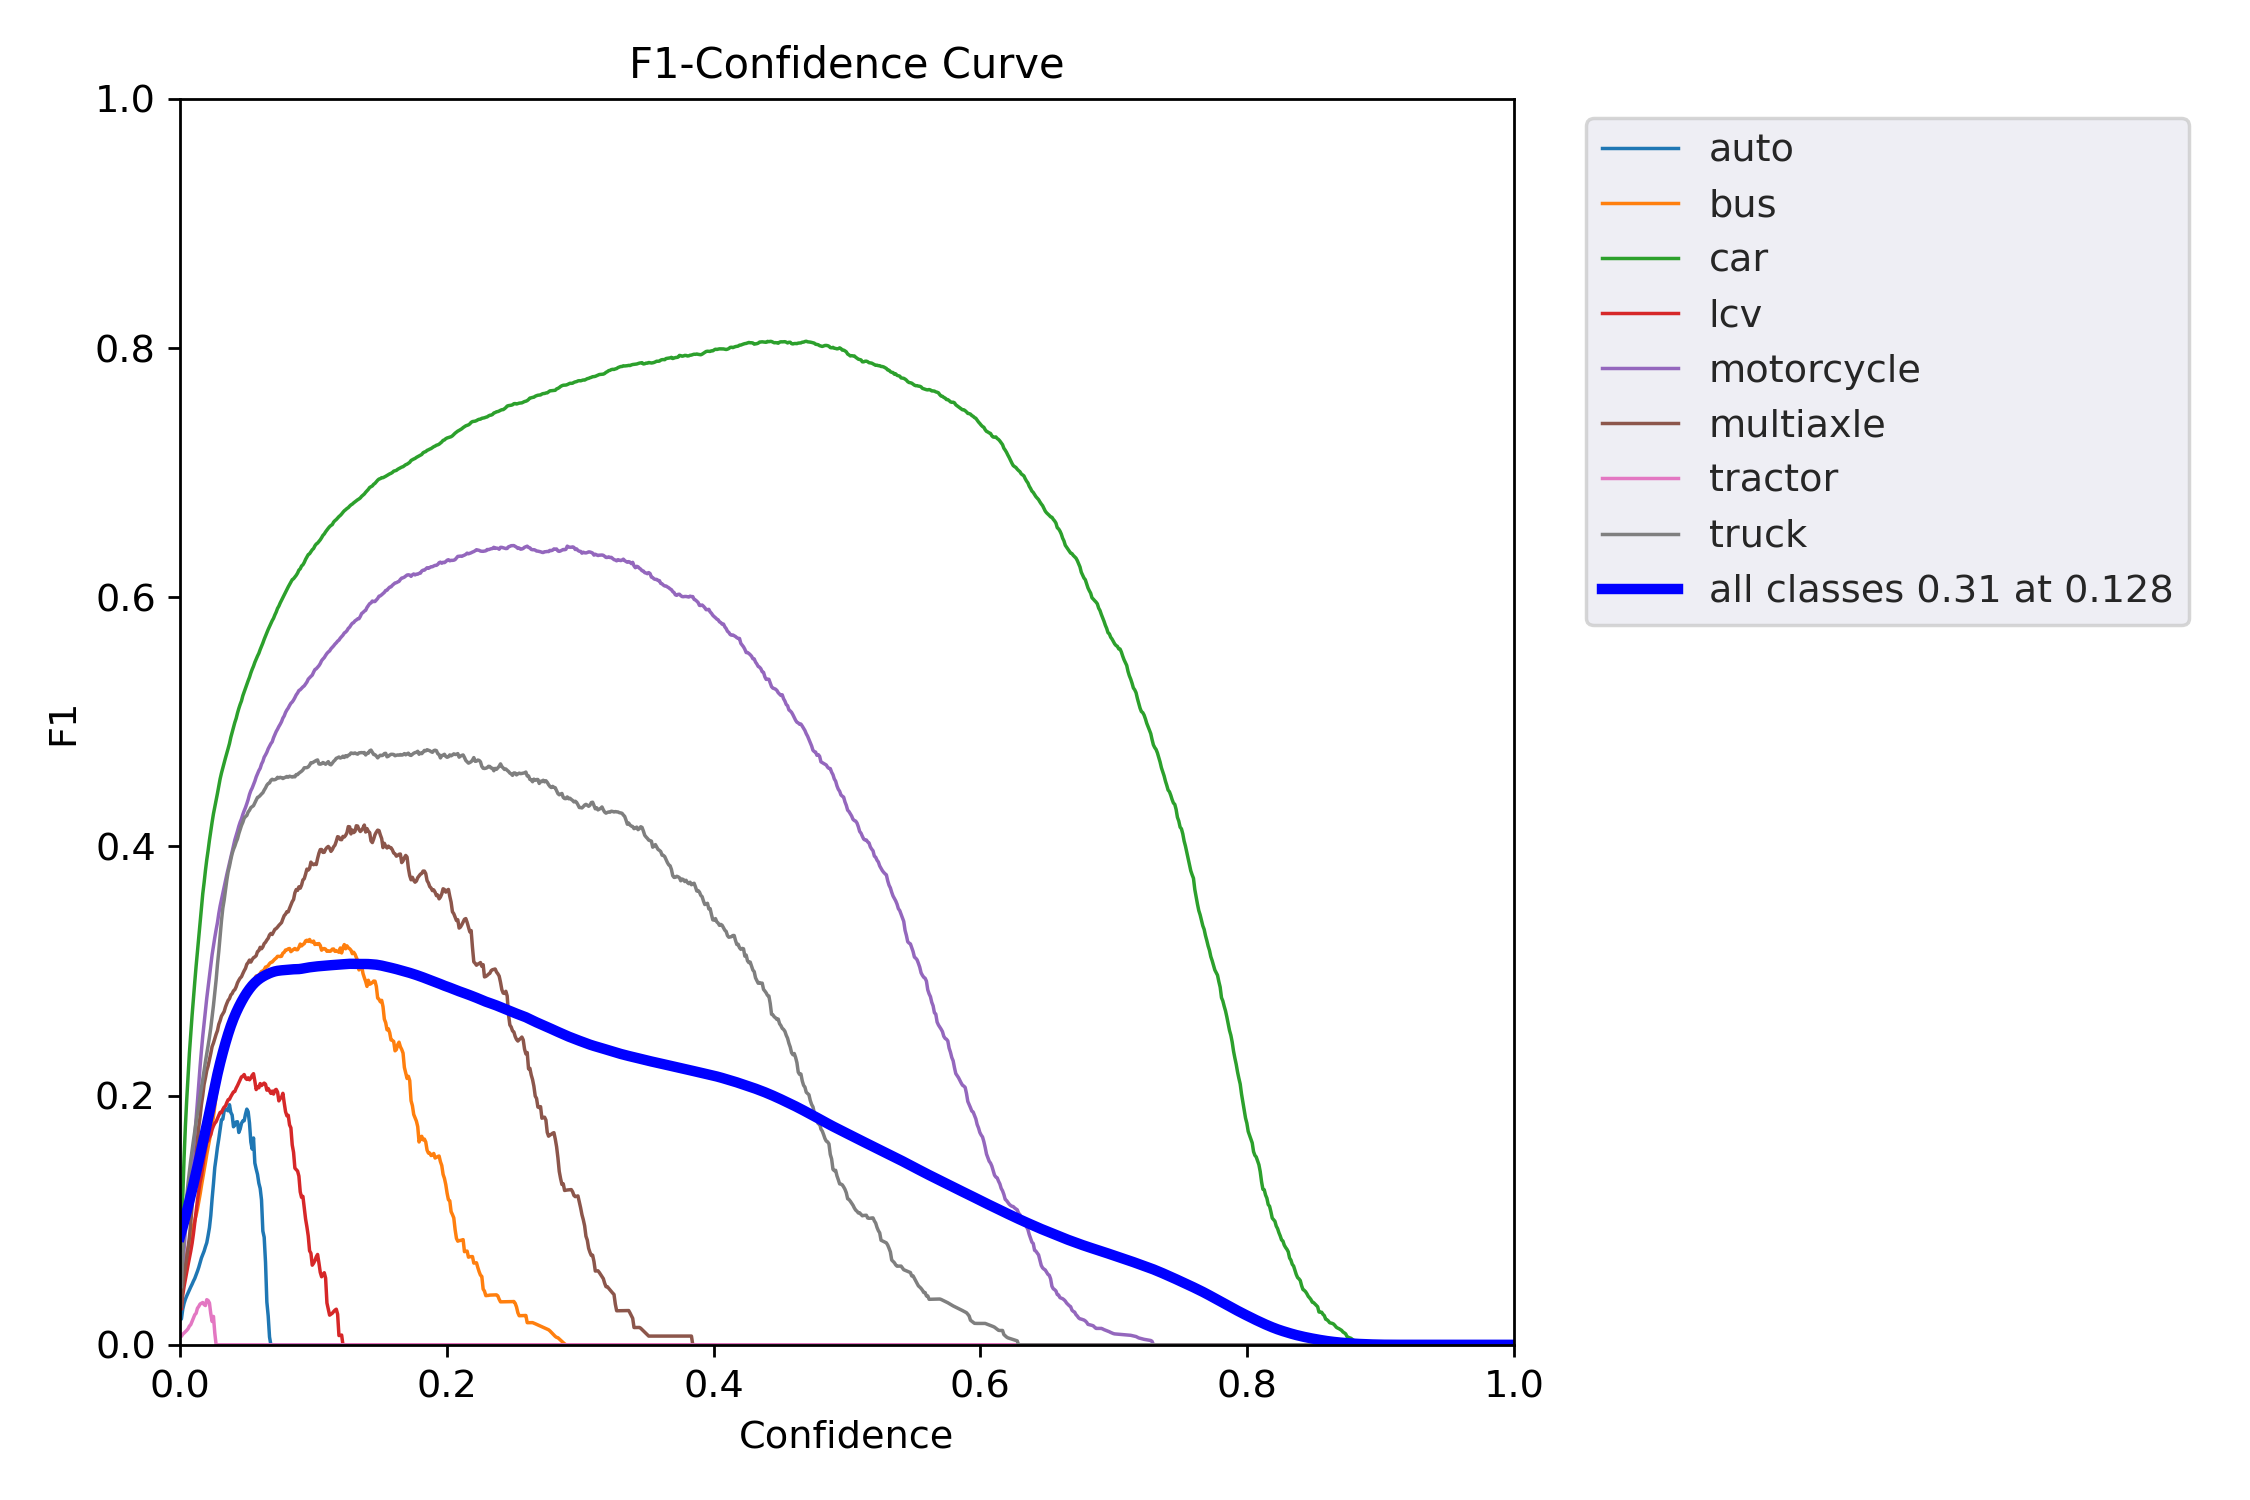 F1-Confidence Curve
1.0
0.8
0.6
0.4
0.2
0.0
F1
0.0 0.2 0.4 0.6 0.8 1.0
Confidence
auto
bus
car
lcv
motorcycle
multiaxle
tractor
truck
all classes 0.31 at 0.128